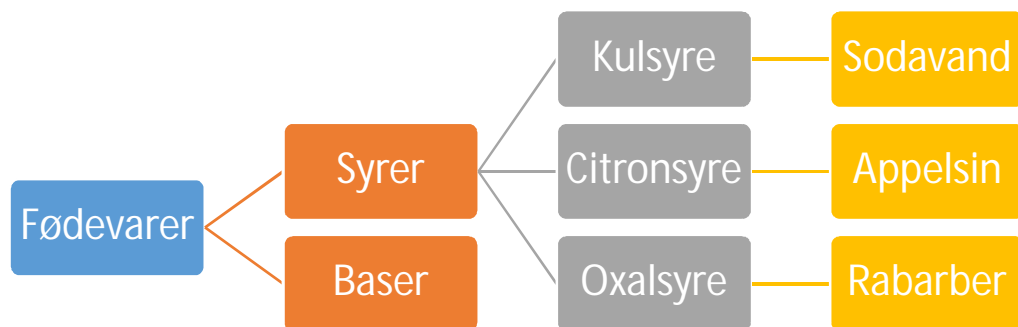 Fødevarer
Syrer
Baser
Kulsyre
Citronsyre
Oxalsyre
Sodavand
Appelsin
Rabarber